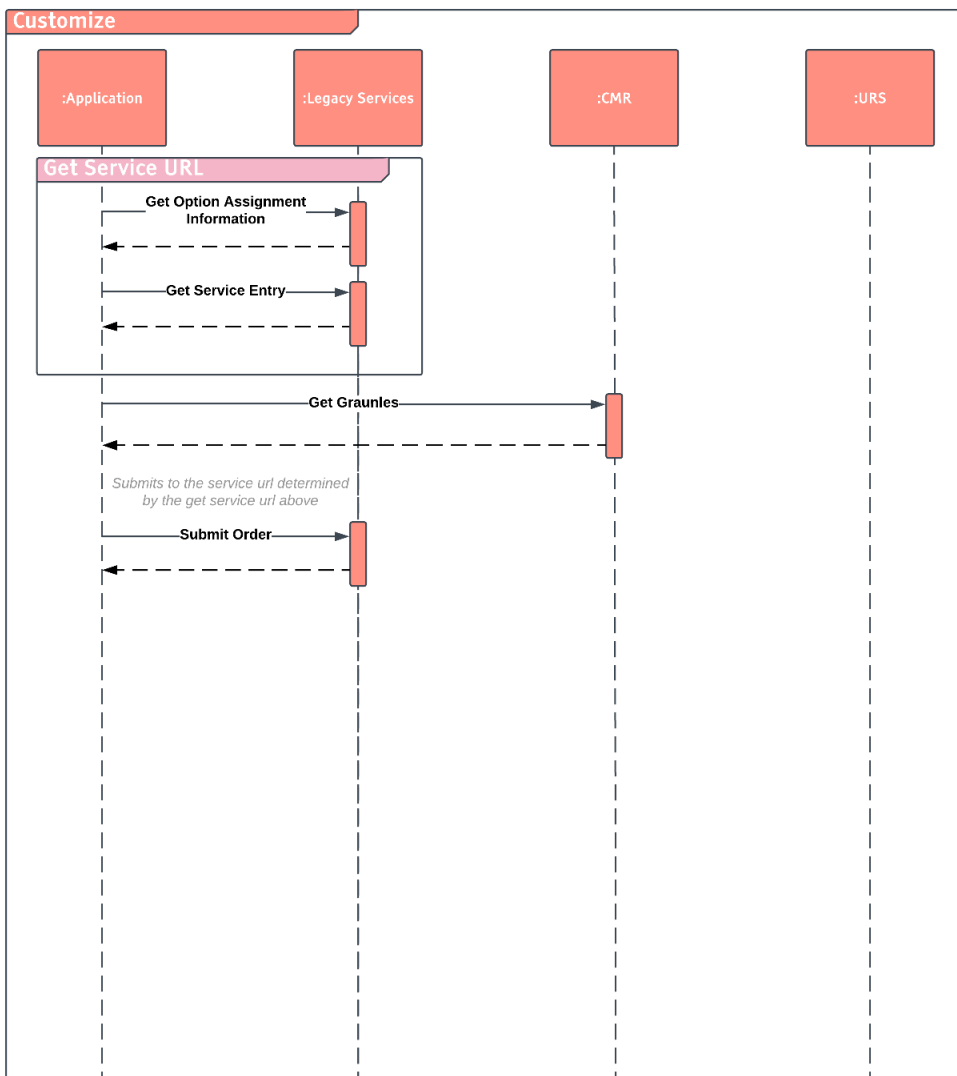 Customize
:Application
:Legacy Services
:CMR
:URS
Get Service URL
Get Option Assignment
Information
Get Service Entry
Get Graunles
Submits to the service url determined
by the get service url above
Submit Order